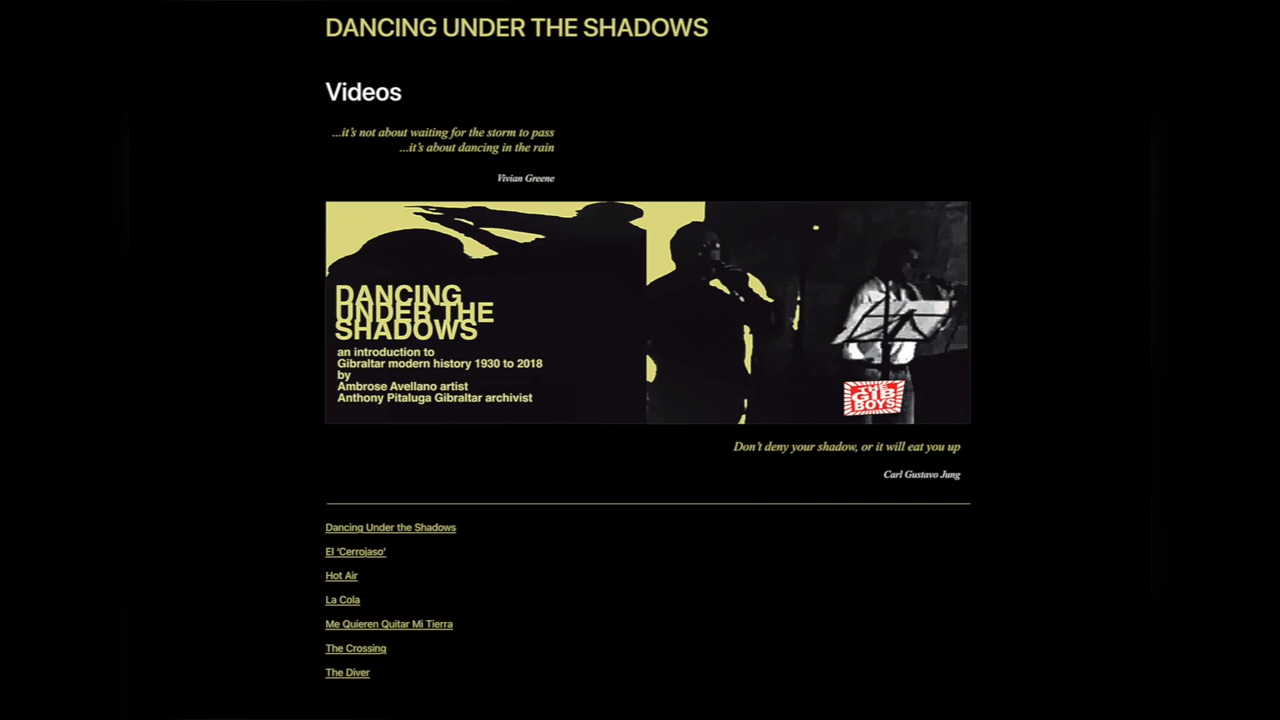 DANCING UNDER THE SHADOWS
Videos
...it's not about waiting for the storm to pass
...it's about dancing in the rain
Vivian Greene
DANCING
UNDER THE
SHADOWS
an introduction to
Gibraltar modern history 1930 to 2018
by
Ambrose Avellano artist
Anthony Pitaluga Gibraltar archivist
THE
GIB
BOYS
Don't deny your shadow, or it will eat you up
Carl Gustavo Jung
Dancing Under the Shadows
El ‘Cerrojaso’
Hot Air
La Cola
Me Quieren Quitar Mi Tierra
The Crossing
The Diver